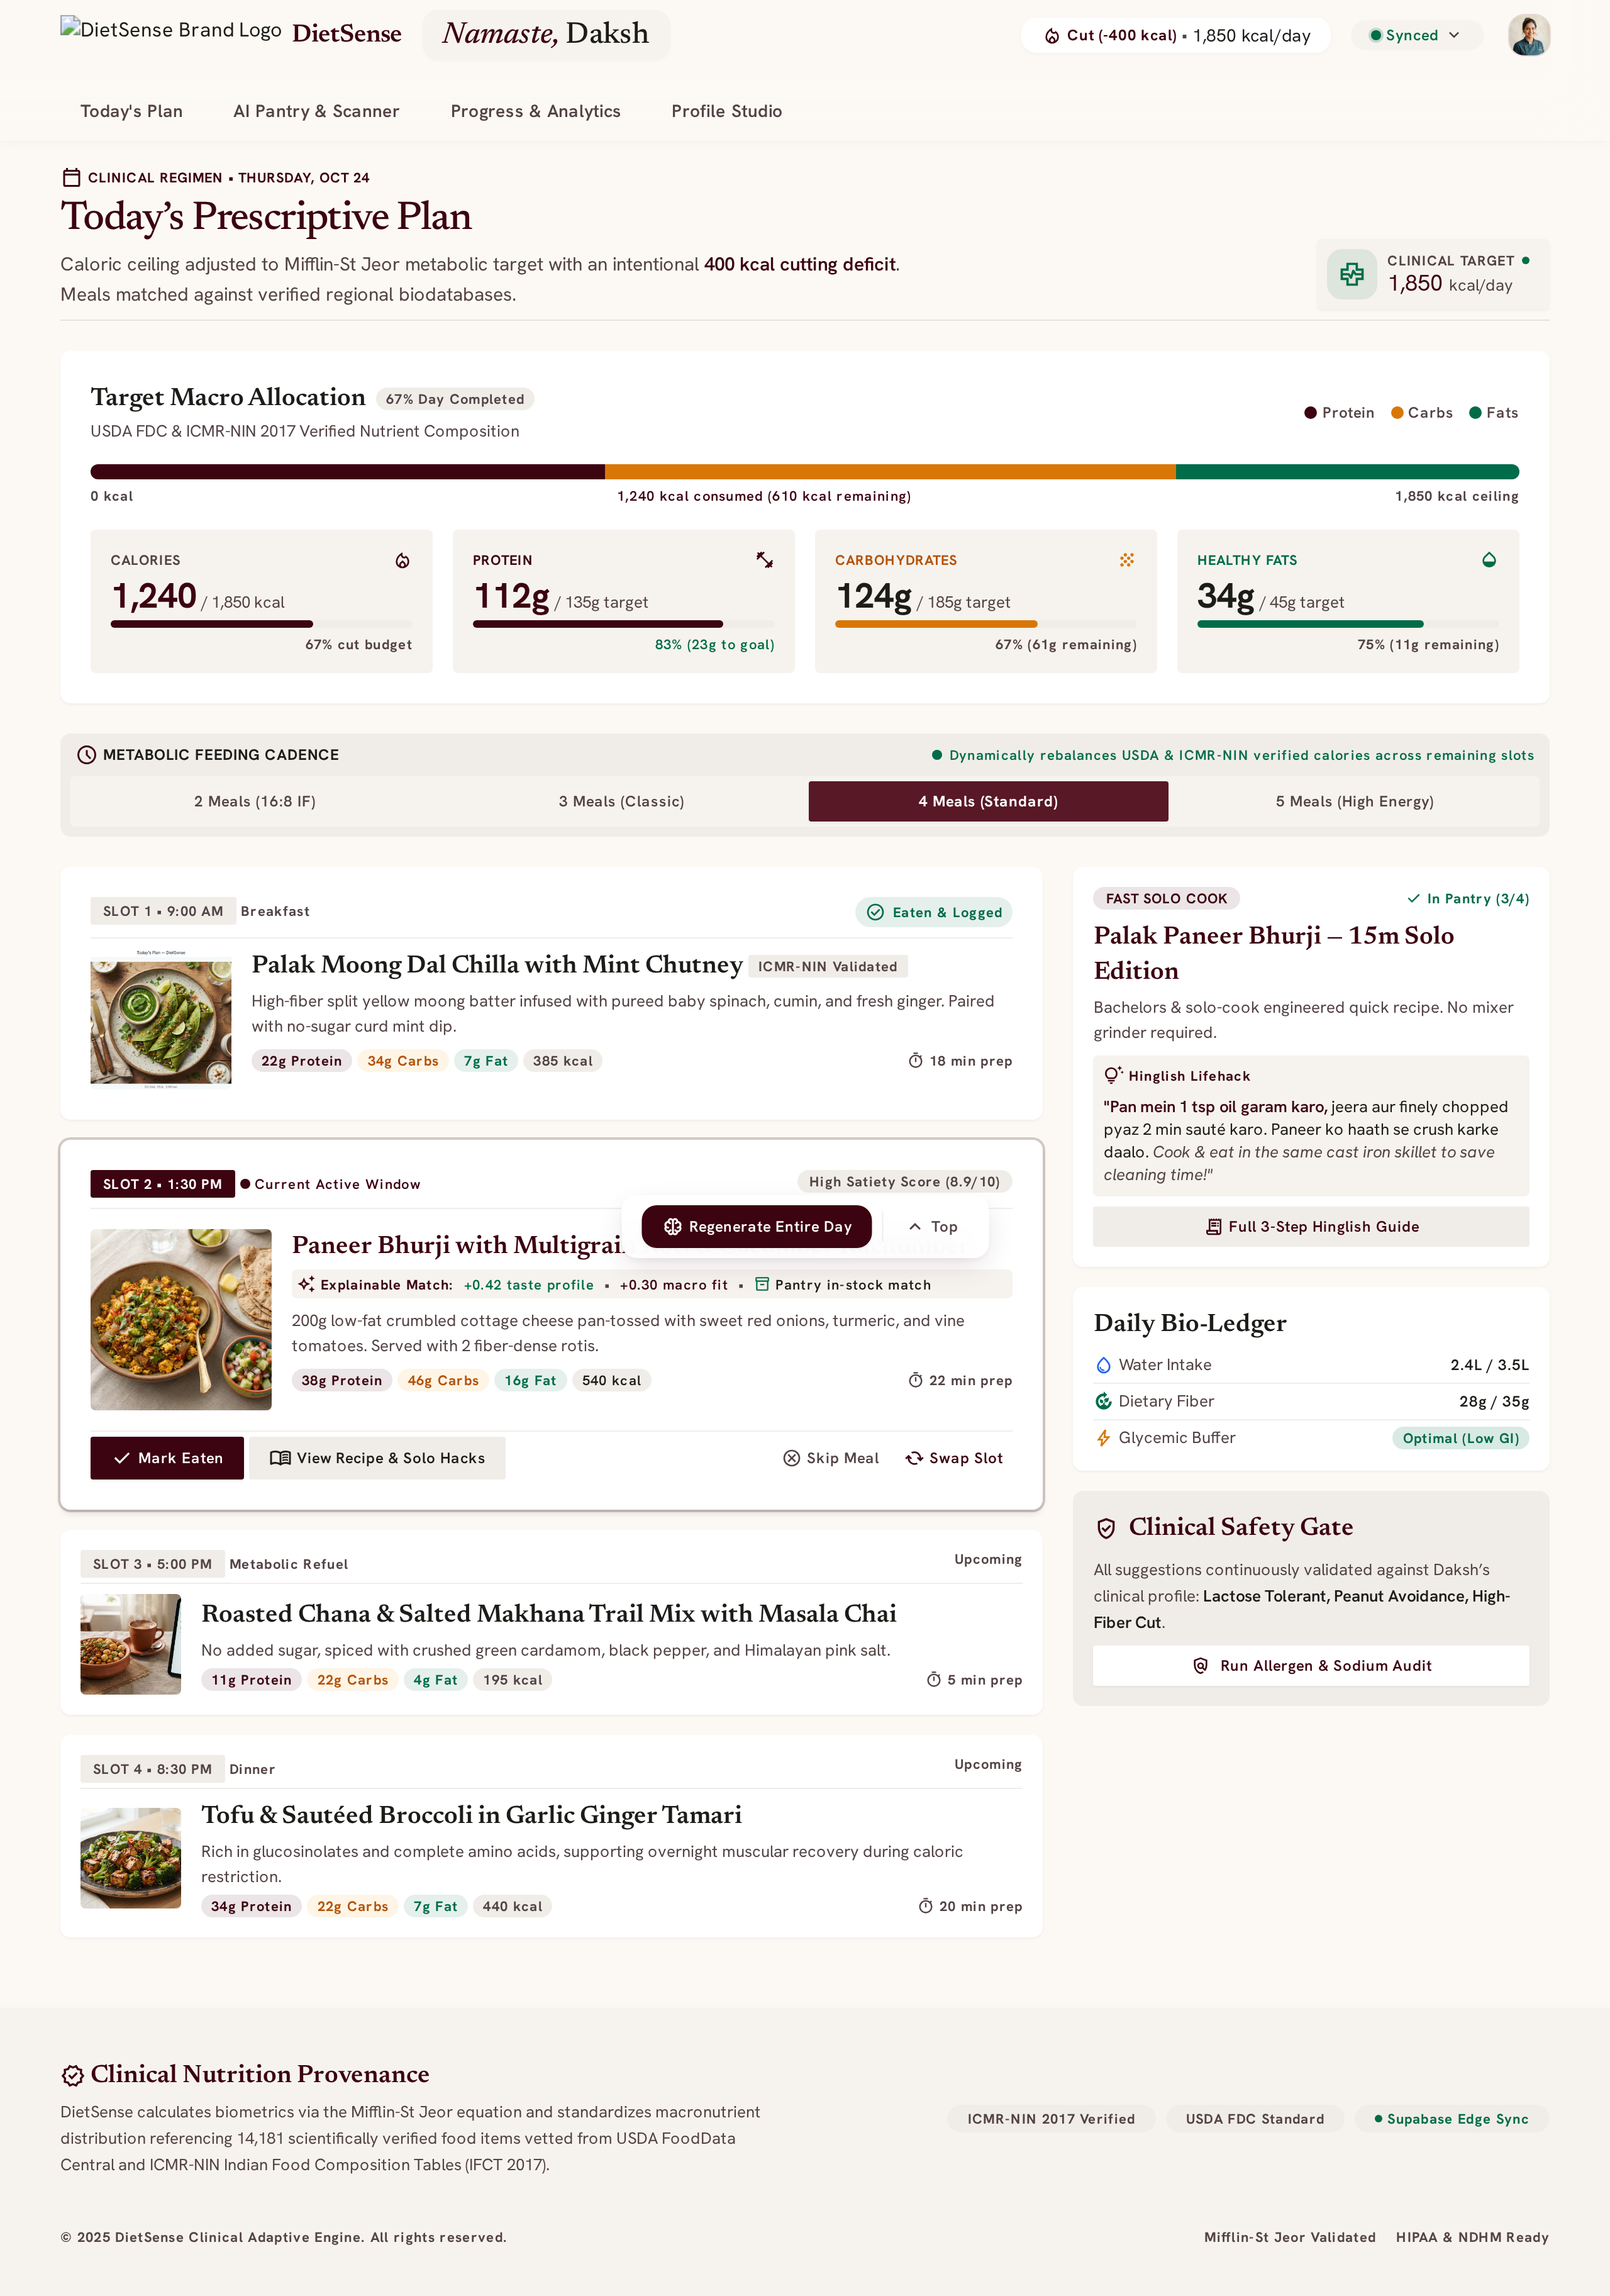 DietSense Brand Logo DietSense Namaste, Daksh Cut (-400 kcal) • 1,850 kcal/day Synced
Today's Plan AI Pantry & Scanner Progress & Analytics Profile Studio
CLINICAL REGIMEN • THURSDAY, OCT 24
Today’s Prescriptive Plan
Caloric ceiling adjusted to Mifflin-St Jeor metabolic target with an intentional 400 kcal cutting deficit.
Meals matched against verified regional biodatabases.
CLINICAL TARGET
1,850 kcal/day
Target Macro Allocation 67% Day Completed
USDA FDC & ICMR-NIN 2017 Verified Nutrient Composition
Protein Carbs Fats
0 kcal 1,240 kcal consumed (610 kcal remaining) 1,850 kcal ceiling
CALORIES
1,240 / 1,850 kcal
67% cut budget
PROTEIN
112g / 135g target
83% (23g to goal)
CARBOHYDRATES
124g / 185g target
67% (61g remaining)
HEALTHY FATS
34g / 45g target
75% (11g remaining)
METABOLIC FEEDING CADENCE Dynamically rebalances USDA & ICMR-NIN verified calories across remaining slots
2 Meals (16:8 IF) 3 Meals (Classic) 4 Meals (Standard) 5 Meals (High Energy)
SLOT 1 • 9:00 AM Breakfast Eaten & Logged
Today's Plan — DietSense
Palak Moong Dal Chilla with Mint Chutney ICMR-NIN Validated
High-fiber split yellow moong batter infused with pureed baby spinach, cumin, and fresh ginger. Paired
with no-sugar curd mint dip.
22g Protein 34g Carbs 7g Fat 385 kcal 18 min prep
SLOT 2 • 1:30 PM Current Active Window High Satiety Score (8.9/10)
Regenerate Entire Day Top
Paneer Bhurji with Multigrain
Explainable Match: +0.42 taste profile • +0.30 macro fit • Pantry in-stock match
200g low-fat crumbled cottage cheese pan-tossed with sweet red onions, turmeric, and vine
tomatoes. Served with 2 fiber-dense rotis.
38g Protein 46g Carbs 16g Fat 540 kcal 22 min prep
Mark Eaten View Recipe & Solo Hacks Skip Meal Swap Slot
SLOT 3 • 5:00 PM Metabolic Refuel Upcoming
Roasted Chana & Salted Makhana Trail Mix with Masala Chai
No added sugar, spiced with crushed green cardamom, black pepper, and Himalayan pink salt.
11g Protein 22g Carbs 4g Fat 195 kcal 5 min prep
SLOT 4 • 8:30 PM Dinner Upcoming
Tofu & Sautéed Broccoli in Garlic Ginger Tamari
Rich in glucosinolates and complete amino acids, supporting overnight muscular recovery during caloric
restriction.
34g Protein 22g Carbs 7g Fat 440 kcal 20 min prep
FAST SOLO COOK In Pantry (3/4)
Palak Paneer Bhurji — 15m Solo
Edition
Bachelors & solo-cook engineered quick recipe. No mixer
grinder required.
Hinglish Lifehack
"Pan mein 1 tsp oil garam karo, jeera aur finely chopped
pyaz 2 min sauté karo. Paneer ko haath se crush karke
daalo. Cook & eat in the same cast iron skillet to save
cleaning time!"
Full 3-Step Hinglish Guide
Daily Bio-Ledger
Water Intake 2.4L / 3.5L
Dietary Fiber 28g / 35g
Glycemic Buffer Optimal (Low GI)
Clinical Safety Gate
All suggestions continuously validated against Daksh’s
clinical profile: Lactose Tolerant, Peanut Avoidance, High-
Fiber Cut.
Run Allergen & Sodium Audit
Clinical Nutrition Provenance
DietSense calculates biometrics via the Mifflin-St Jeor equation and standardizes macronutrient
distribution referencing 14,181 scientifically verified food items vetted from USDA FoodData
Central and ICMR-NIN Indian Food Composition Tables (IFCT 2017).
ICMR-NIN 2017 Verified USDA FDC Standard Supabase Edge Sync
© 2025 DietSense Clinical Adaptive Engine. All rights reserved. Mifflin-St Jeor Validated HIPAA & NDHM Ready